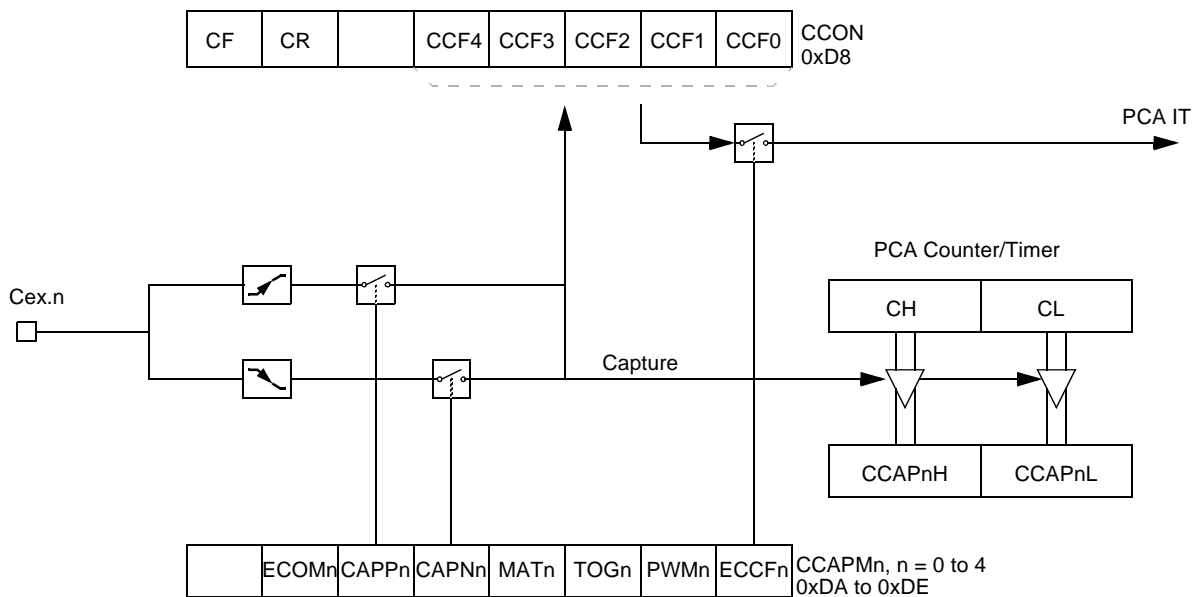 CF CR CCF4 CCF3 CCF2 CCF1 CCF0 CCON
0xD8
PCA IT
PCA Counter/Timer
Cex.n
CH CL
Capture
CCAPnH CCAPnL
ECOMn CAPPn CAPNn MATn TOGn PWMn ECCFn CCAPMn, n = 0 to 4
0xDA to 0xDE